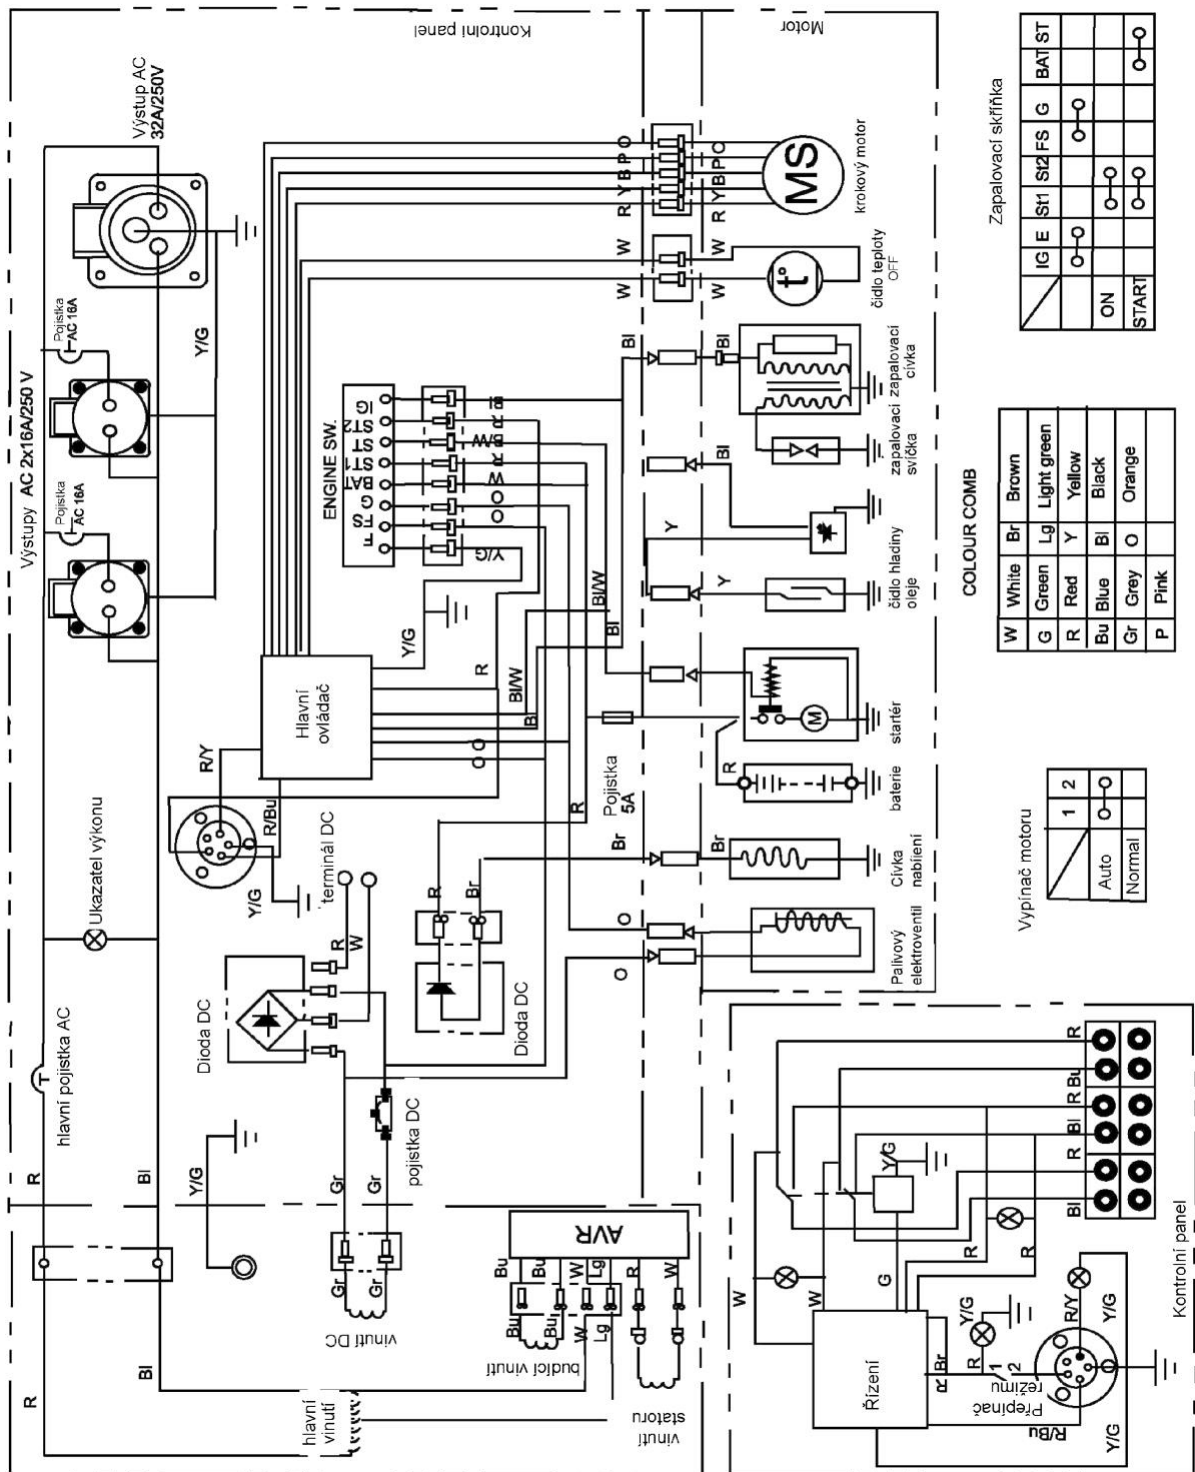 Kontrolni panel
Motor
Výstup AC
32A/250V
Výstupy AC 2x16A/250 V
Pojistka
AC 16A
Pojistka
AC 16A
Y/G
Ukazatel výkonu
hlavní pojistka AC
R
Bl
R
Bl
Y/G
R Y B P O
R Y B P O
MS
krokový motor
W W
W W
t°
čidlo teploty
OFF
ENGINE SW.
IG
ST2
ST
ST1
BAT
G
FS
Bl
R
B/W
R
W
O
O
Y/G
Hlavní
ovládač
R/Y
R/Bu
Y/G
Y/G
R
Bl/W
O O
Bl/W
Bl
Bl
Bl
zapalovací
cívka
zapalovací
svíčka
Bl
Y
Y
čidlo hladiny
oleje
startér
M
R
baterie
Pojistka
5A
R
Br
Br
Cívka
nabíiení
O
O
Palivový
elektroventil
terminál DC
R
W
Dioda DC
R
Br
Dioda DC
pojistka DC
Gr
Gr
Gr
Gr
vinutí DC
AVR
Bu
Bu
W
Lg
R
W
Bu
Bu
W
Lg
budící vinutí
hlavní
vinutí
vinutí
statoru
Zapalovací skříňka
IG E St1 St2 FS G BAT ST
ON
START
COLOUR COMB
W White Br Brown
G Green Lg Light green
R Red Y Yellow
Bu Blue Bl Black
Gr Grey O Orange
P Pink
Vypínač motoru
1 2
Auto
Normal
Kontrolní panel
Řízení
W
W
G
Y/G
R
R
Bl R Bl R Bu R
R
Br
R
Y/G
1
2
Přepínač
režimu
R/Bu
R/Y
Y/G
Y/G